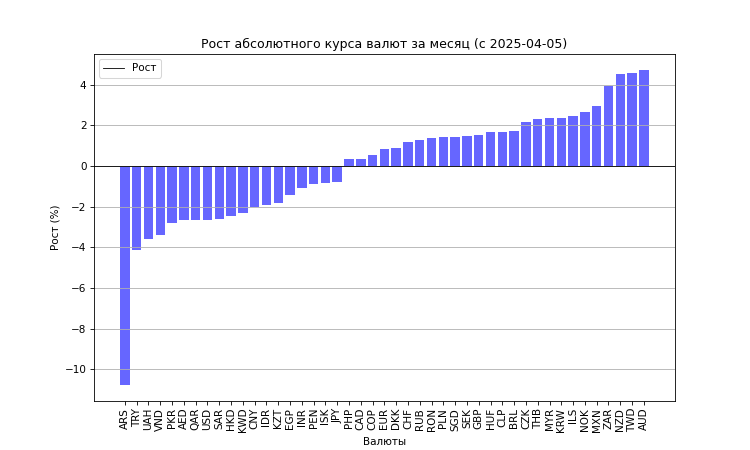 Рост абсолютного курса валют за месяц (с 2025-04-05)
Рост
4
2
0
−2
−4
−6
−8
−10
Рост (%)
ARS TRY UAH VND PKR AED QAR USD SAR HKD KWD CNY IDR KZT EGP INR PEN ISK JPY PHP CAD COP EUR DKK CHF RUB RON PLN SGD SEK GBP HUF CLP BRL CZK THB MYR KRW ILS NOK MXN ZAR NZD TWD AUD
Валюты